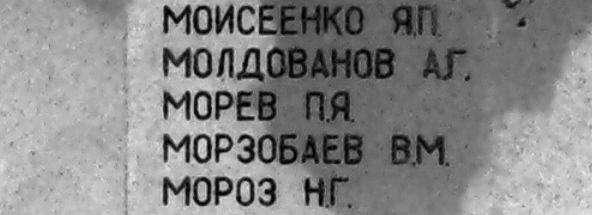 МОИСЕЕНКО Я.П.
МОЛДОВАНОВ А.Г.
МОРЕВ П.Я.
МОРЗОБАЕВ В.М.
МОРОЗ Н.Г.